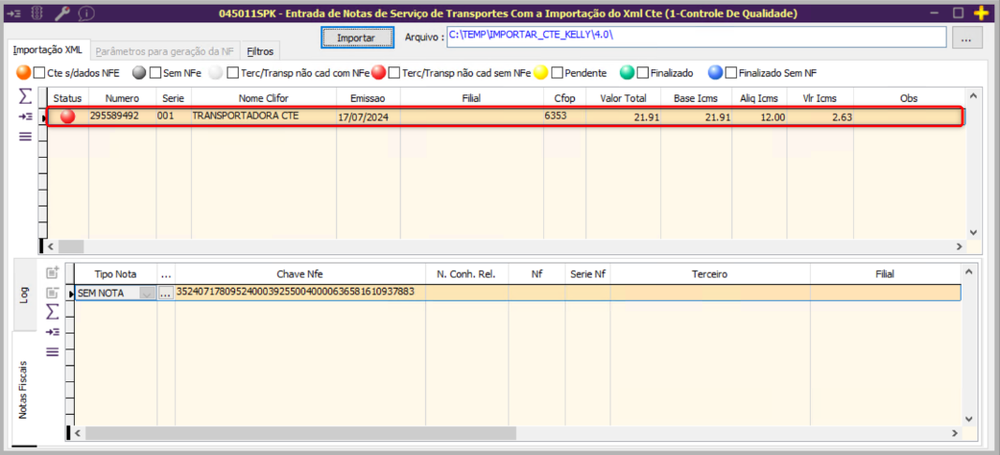 045011SPK - Entrada de Notas de Serviço de Transportes Com a Importação do Xml Cte (1-Controle De Qualidade)
Importar
Arquivo : C:\TEMP\IMPORTAR_CTE_KELLY\4.0\
...
Importação XML Parâmetros para geração da NF Filtros
Cte s/dados NFE Sem NFe Terc/Transp não cad com NFe Terc/Transp não cad sem NFe Pendente Finalizado Finalizado Sem NF
Status Numero Serie Nome Clifor Emissao Filial Cfop Valor Total Base Icms Aliq Icms Vlr Icms Obs
295589492 001 TRANSPORTADORA CTE 17/07/2024 6353 21.91 21.91 12.00 2.63
Log
Notas Fiscais
Tipo Nota ... Chave Nfe N. Conh. Rel. Nf Serie Nf Terceiro Filial
SEM NOTA ... 35240717809524000392550040000636581610937883